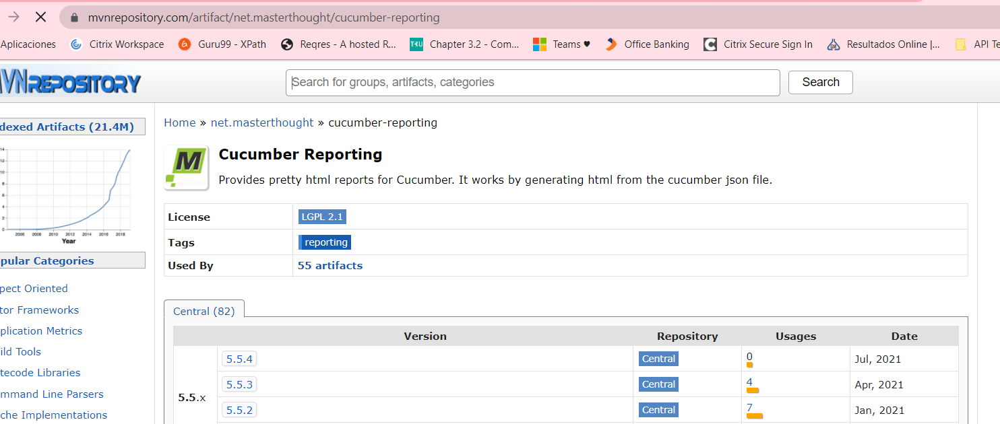 mvnrepository.com/artifact/net.masterthought/cucumber-reporting
Aplicaciones Citrix Workspace Guru99 - XPath Reqres - A hosted R... Chapter 3.2 - Com... Teams ♥ Office Banking Citrix Secure Sign In Resultados Online |... API Te
MVNREPOSITORY
Search for groups, artifacts, categories Search
dexed Artifacts (21.4M)
Home » net.masterthought » cucumber-reporting
Cucumber Reporting
Provides pretty html reports for Cucumber. It works by generating html from the cucumber json file.
14
12
10
8
6
4
2
0
2006 2008 2010 2012 2014 2016 2018
Year
License LGPL 2.1
Tags reporting
Used By 55 artifacts
pular Categories
pect Oriented
tor Frameworks
plication Metrics
ild Tools
tecode Libraries
mmand Line Parsers
che Implementations
Central (82)
Version Repository Usages Date
5.5.x
5.5.4 Central 0 Jul, 2021
5.5.3 Central 4 Apr, 2021
5.5.2 Central 7 Jan, 2021